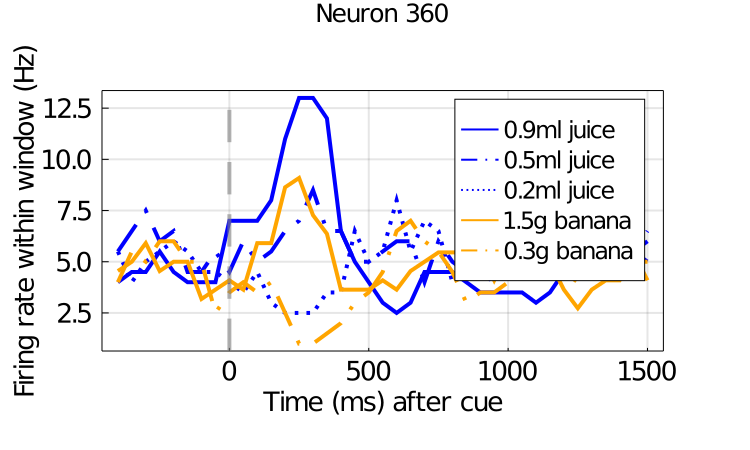 Neuron 360
Firing rate within window (Hz)
12.5
10.0
7.5
5.0
2.5
0.9ml juice
0.5ml juice
0.2ml juice
1.5g banana
0.3g banana
0 500 1000 1500
Time (ms) after cue